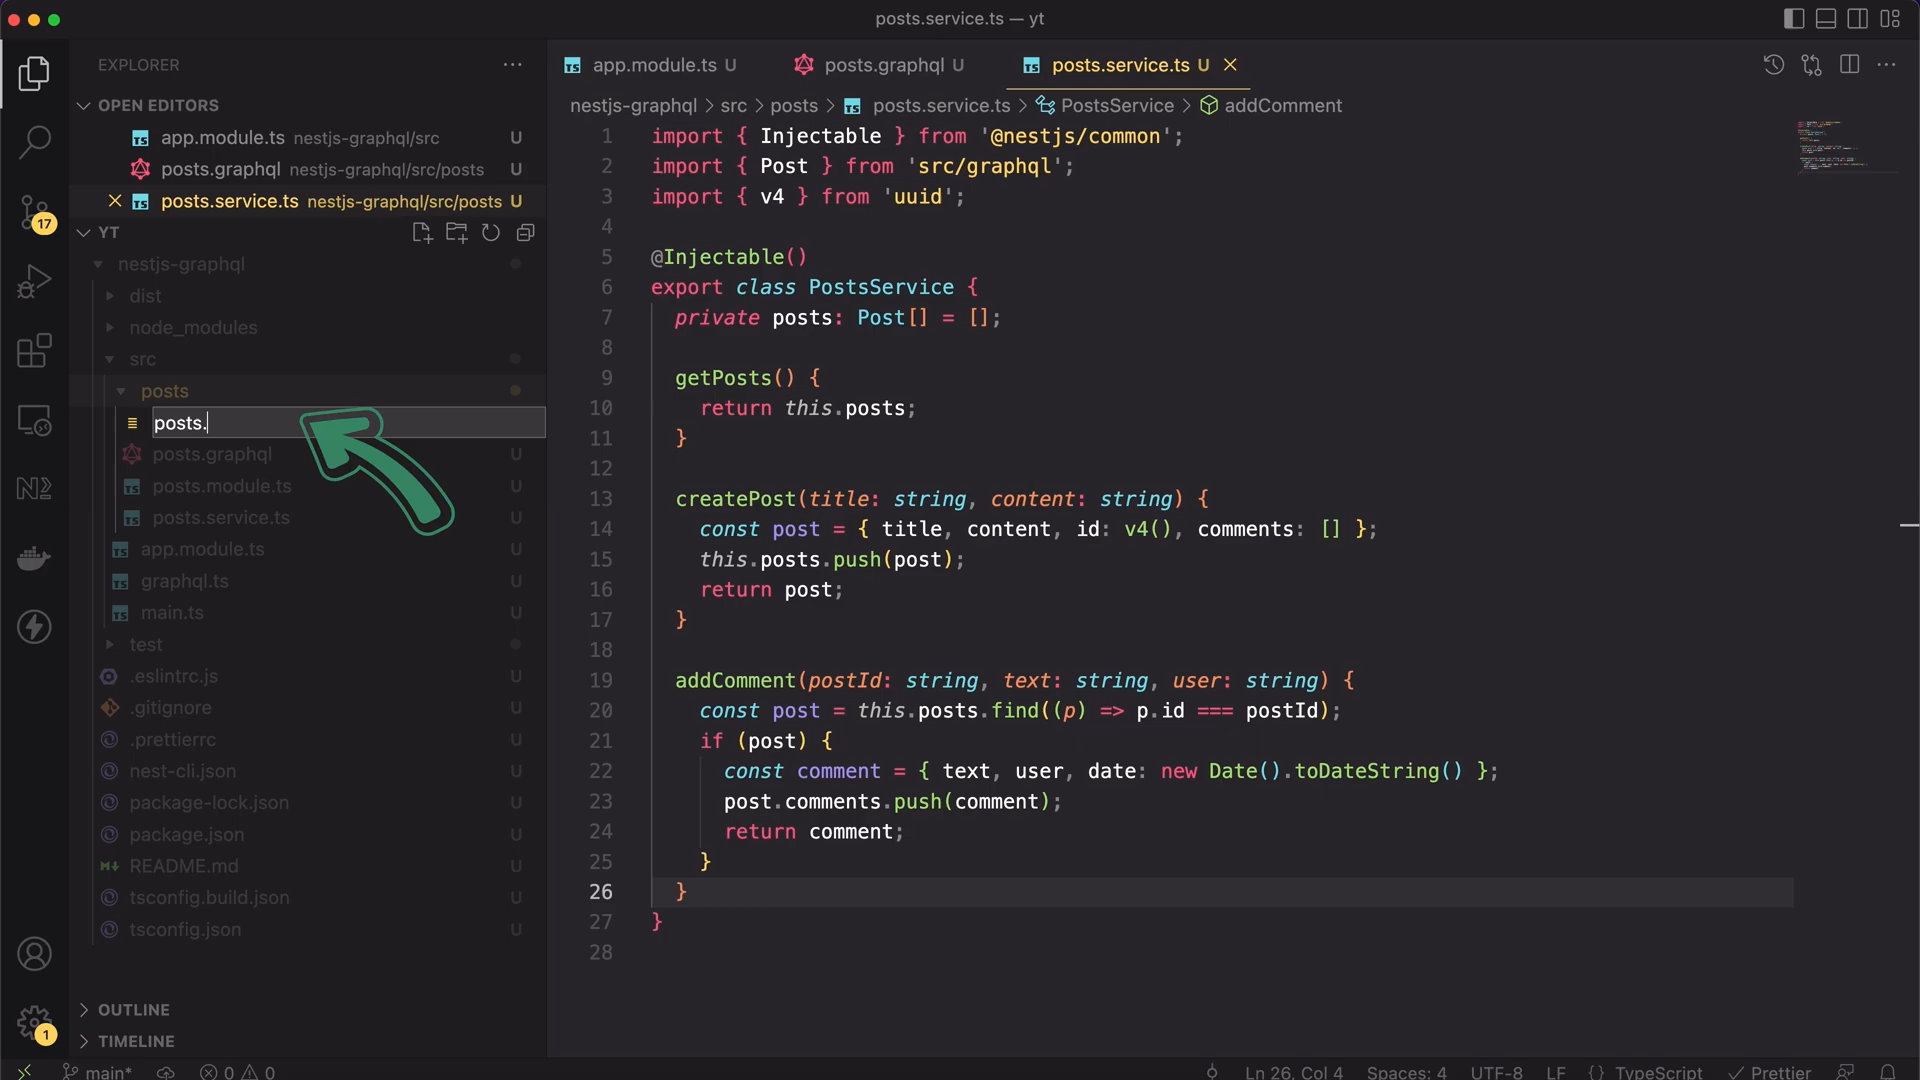 posts.service.ts — yt
EXPLORER
OPEN EDITORS
app.module.ts nestjs-graphql/src U
posts.graphql nestjs-graphql/src/posts U
posts.service.ts nestjs-graphql/src/posts U
YT
nestjs-graphql
dist
node_modules
src
posts
posts.
posts.graphql U
posts.module.ts U
posts.service.ts U
app.module.ts U
graphql.ts U
main.ts U
test
.eslintrc.js U
.gitignore U
.prettierrc U
nest-cli.json U
package-lock.json U
package.json U
README.md U
tsconfig.build.json U
tsconfig.json U
OUTLINE
TIMELINE
17
1
app.module.ts U
posts.graphql U
posts.service.ts U
nestjs-graphql > src > posts > posts.service.ts > PostsService > addComment
1 import { Injectable } from '@nestjs/common';
2 import { Post } from 'src/graphql';
3 import { v4 } from 'uuid';
4
5 @Injectable()
6 export class PostsService {
7 private posts: Post[] = [];
8
9 getPosts() {
10 return this.posts;
11 }
12
13 createPost(title: string, content: string) {
14 const post = { title, content, id: v4(), comments: [] };
15 this.posts.push(post);
16 return post;
17 }
18
19 addComment(postId: string, text: string, user: string) {
20 const post = this.posts.find((p) => p.id === postId);
21 if (post) {
22 const comment = { text, user, date: new Date().toDateString() };
23 post.comments.push(comment);
24 return comment;
25 }
26 }
27 }
28
main* 0 0 Ln 26, Col 4 Spaces: 4 UTF-8 LF {} TypeScript Prettier